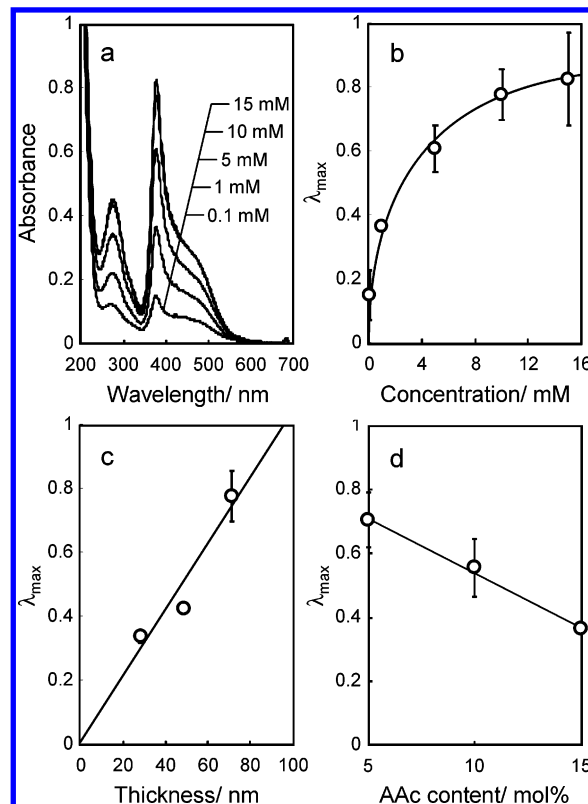 a
1
0.8
0.6
0.4
0.2
0
Absorbance
15 mM
10 mM
5 mM
1 mM
0.1 mM
200 300 400 500 600 700
Wavelength/ nm
b
1
0.8
0.6
0.4
0.2
0
λmax
0 4 8 12 16
Concentration/ mM
c
1
0.8
0.6
0.4
0.2
0
λmax
0 20 40 60 80 100
Thickness/ nm
d
1
0.8
0.6
0.4
0.2
0
λmax
5 10 15
AAc content/ mol%